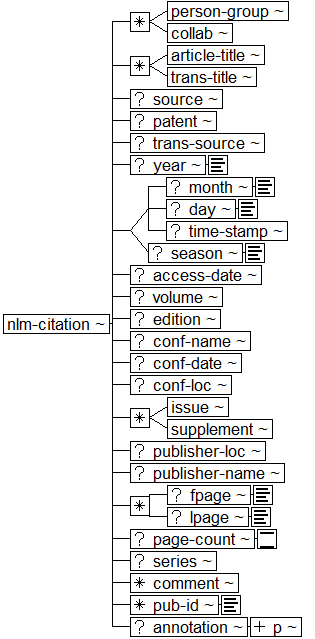 person-group ~
collab ~
article-title ~
trans-title ~
? source ~
? patent ~
? trans-source ~
? year ~
? month ~
? day ~
? time-stamp ~
? season ~
? access-date ~
? volume ~
nlm-citation ~
? edition ~
? conf-name ~
? conf-date ~
? conf-loc ~
issue ~
supplement ~
? publisher-loc ~
? publisher-name ~
? fpage ~
? lpage ~
? page-count ~
? series ~
* comment ~
* pub-id ~
? annotation ~ + p ~